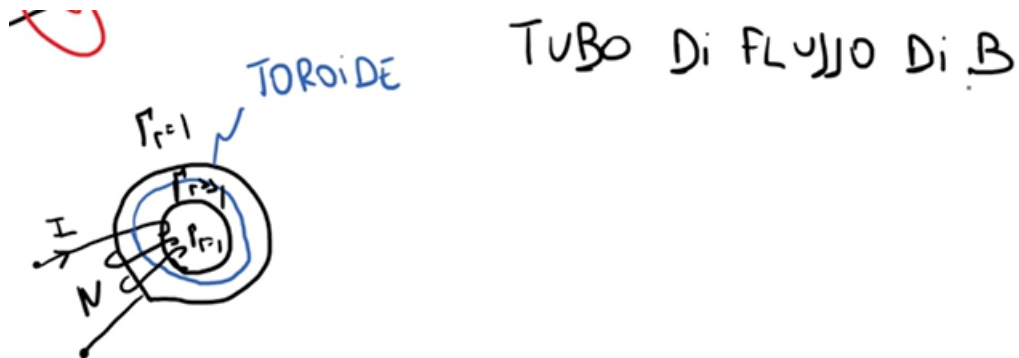 TUBO DI FLUSSO DI B
TOROIDE
μr=1
μr>>1
I
μr=1
N